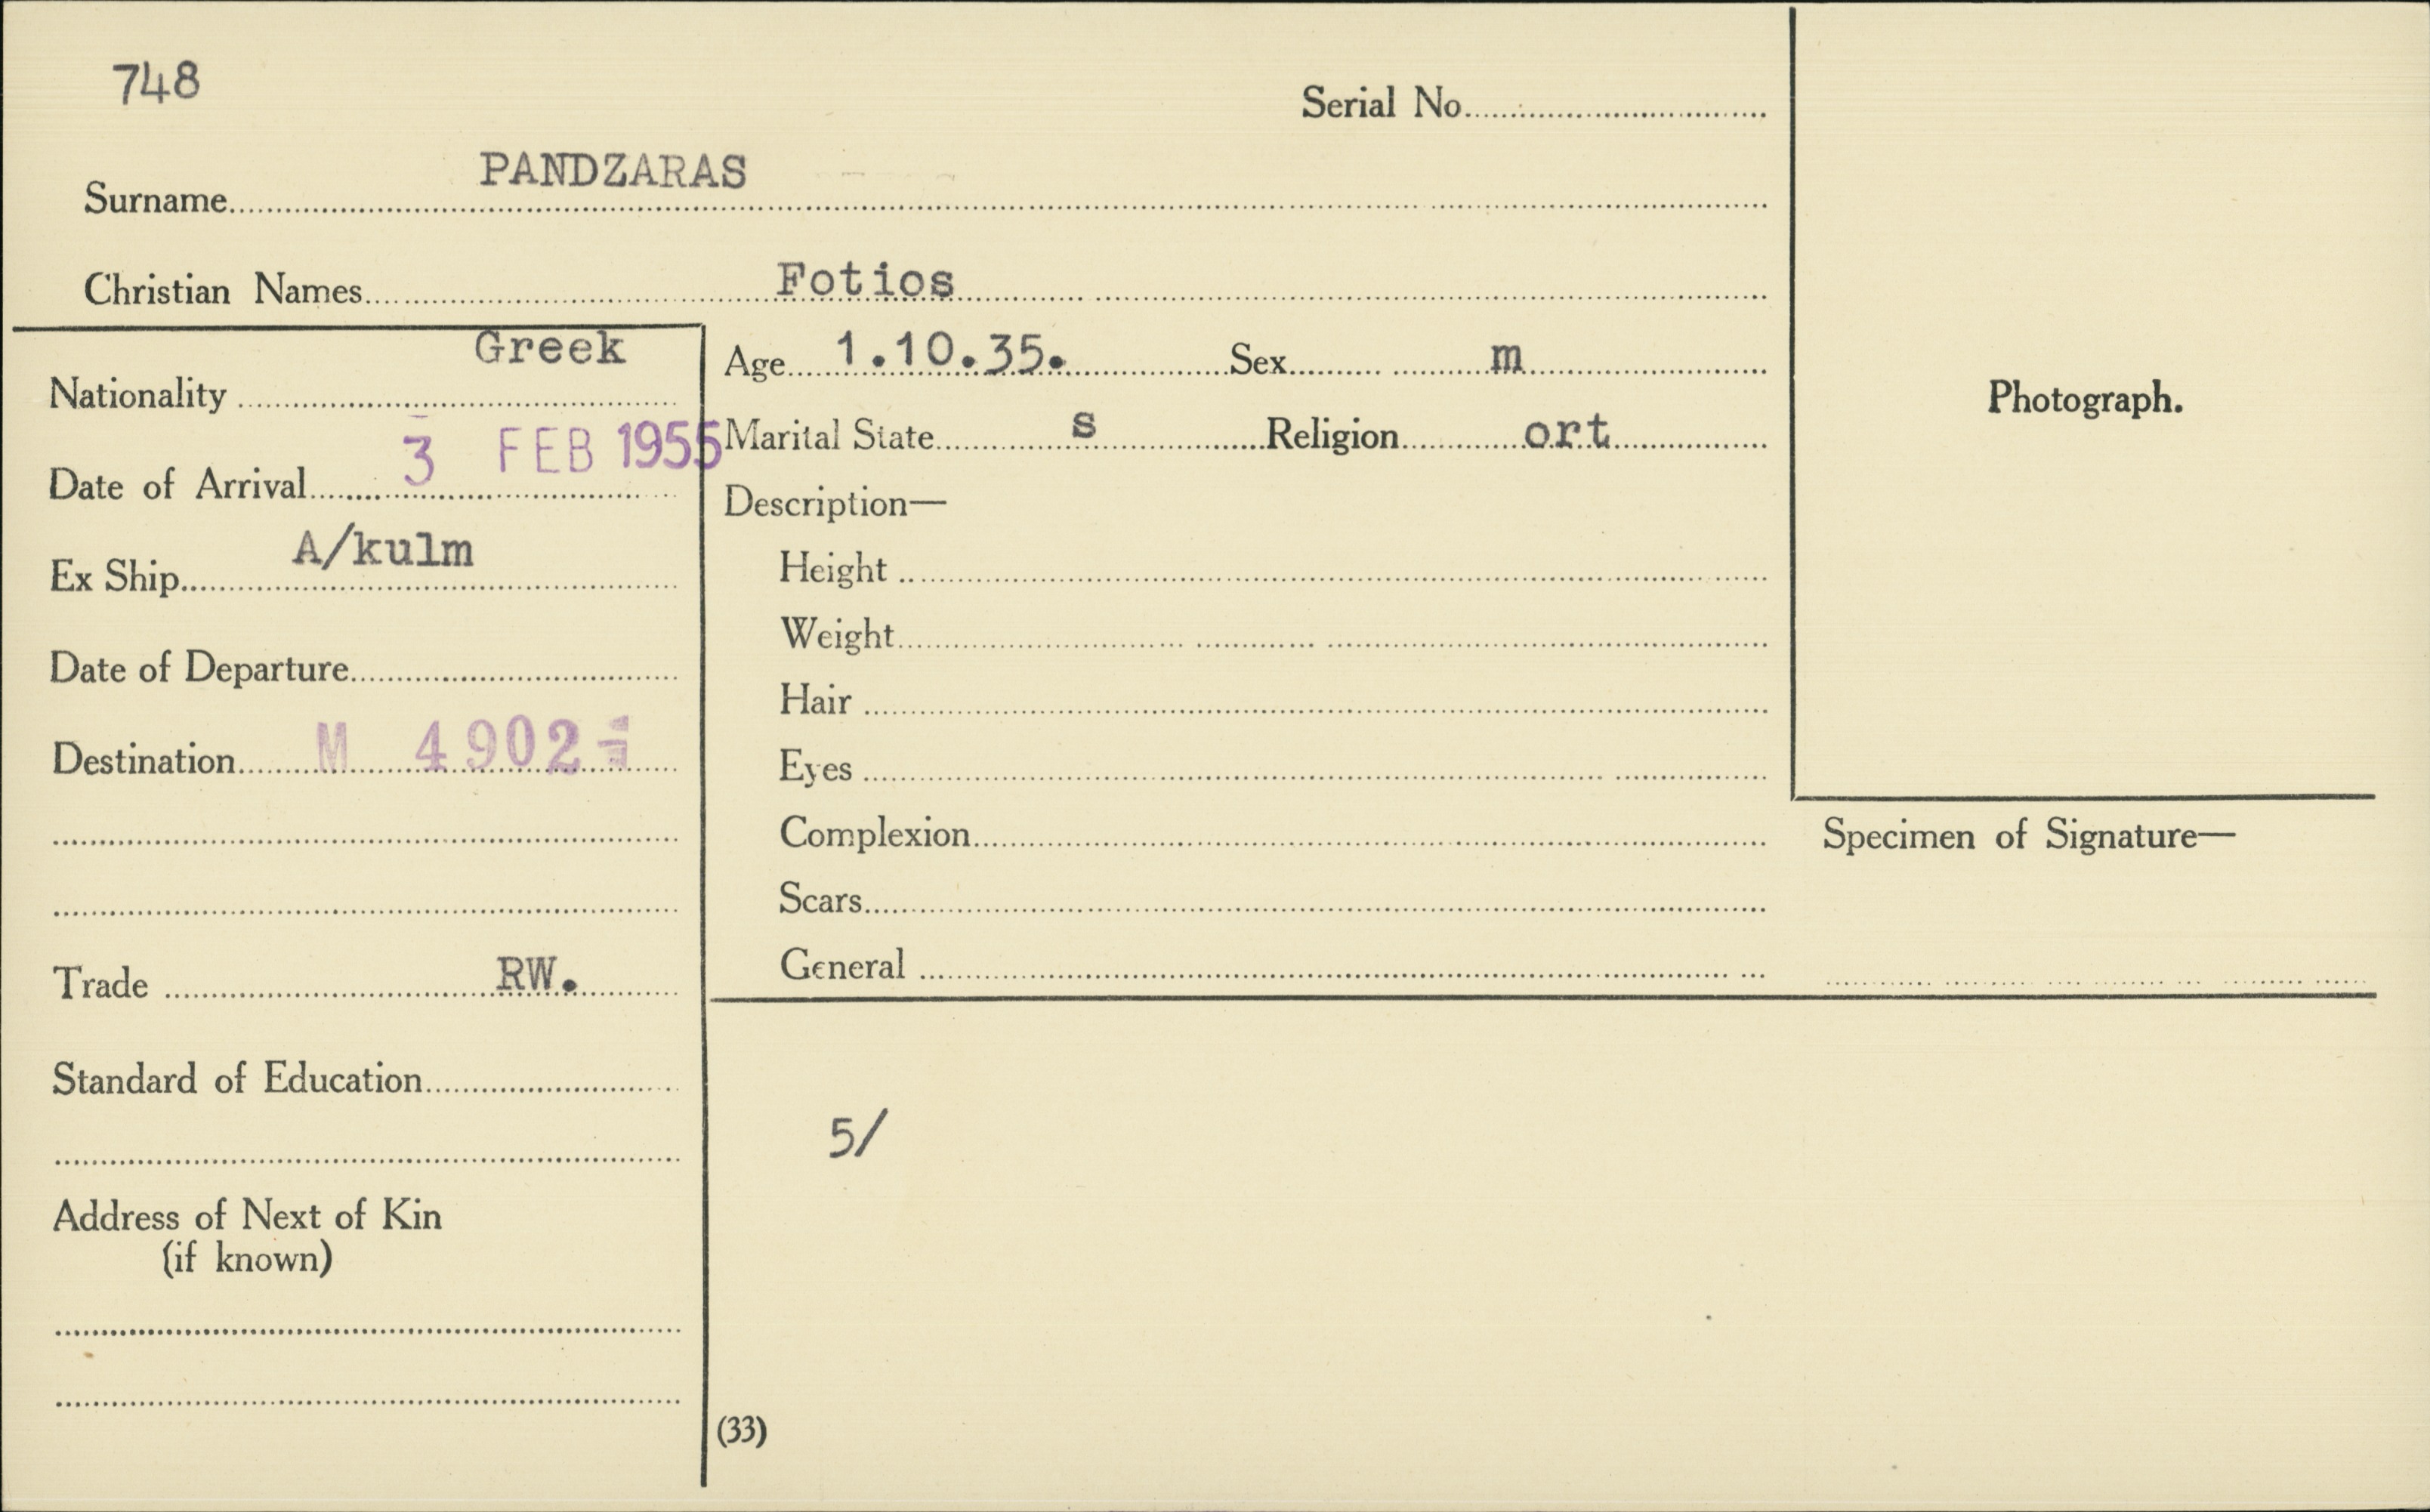 748
Serial No.
Surname PANDZARAS
Christian Names Fotios
Nationality Greek
Date of Arrival 3 FEB 1955
Ex Ship A/kulm
Date of Departure
Destination M 4902
Trade RW.
Standard of Education
Address of Next of Kin
(if known)
Age 1.10.35. Sex m
Marital State s Religion ort
Description—
Height
Weight
Hair
Eyes
Complexion
Scars
General
5/
(33)
Photograph.
Specimen of Signature—